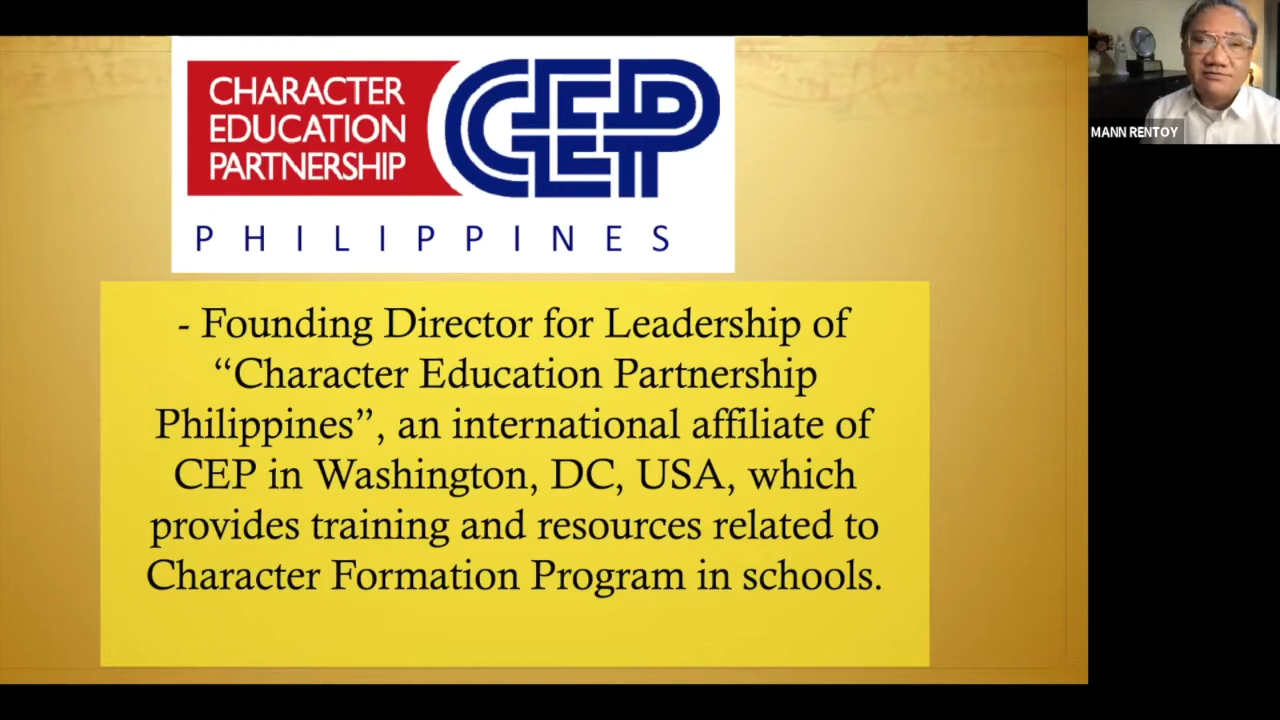 CHARACTER
EDUCATION
PARTNERSHIP
CEP
PHILIPPINES
- Founding Director for Leadership of
“Character Education Partnership
Philippines”, an international affiliate of
CEP in Washington, DC, USA, which
provides training and resources related to
Character Formation Program in schools.
MANN RENTOY